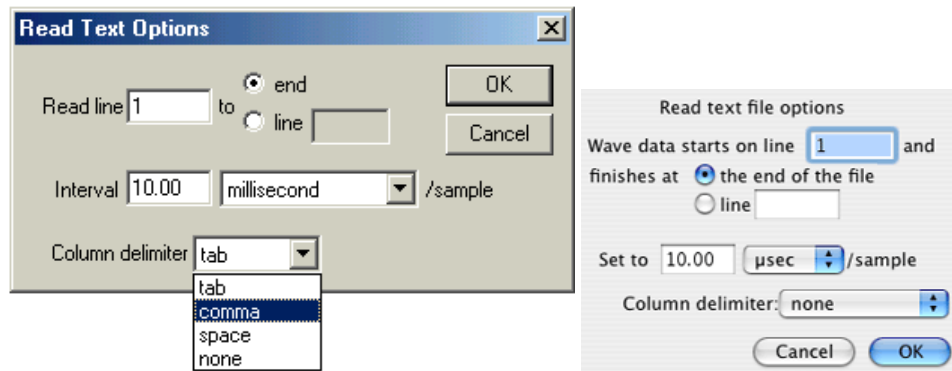 Read Text Options
Read line 1 to end
line
OK
Cancel
Interval 10.00 millisecond /sample
Column delimiter tab
tab
comma
space
none
Read text file options
Wave data starts on line 1 and
finishes at the end of the file
line
Set to 10.00 µsec /sample
Column delimiter: none
Cancel OK